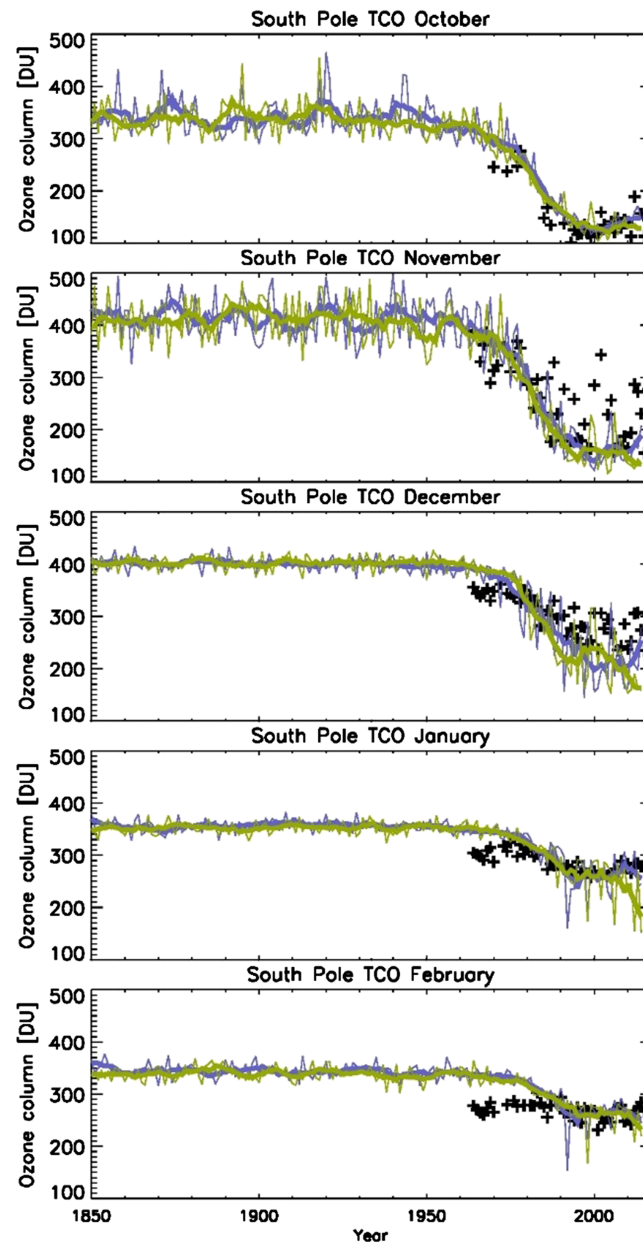 South Pole TCO October
500
400
300
200
100
Ozone column [DU]
South Pole TCO November
500
400
300
200
100
Ozone column [DU]
South Pole TCO December
500
400
300
200
100
Ozone column [DU]
South Pole TCO January
500
400
300
200
100
Ozone column [DU]
South Pole TCO February
500
400
300
200
100
Ozone column [DU]
1850 1900 1950 2000
Year